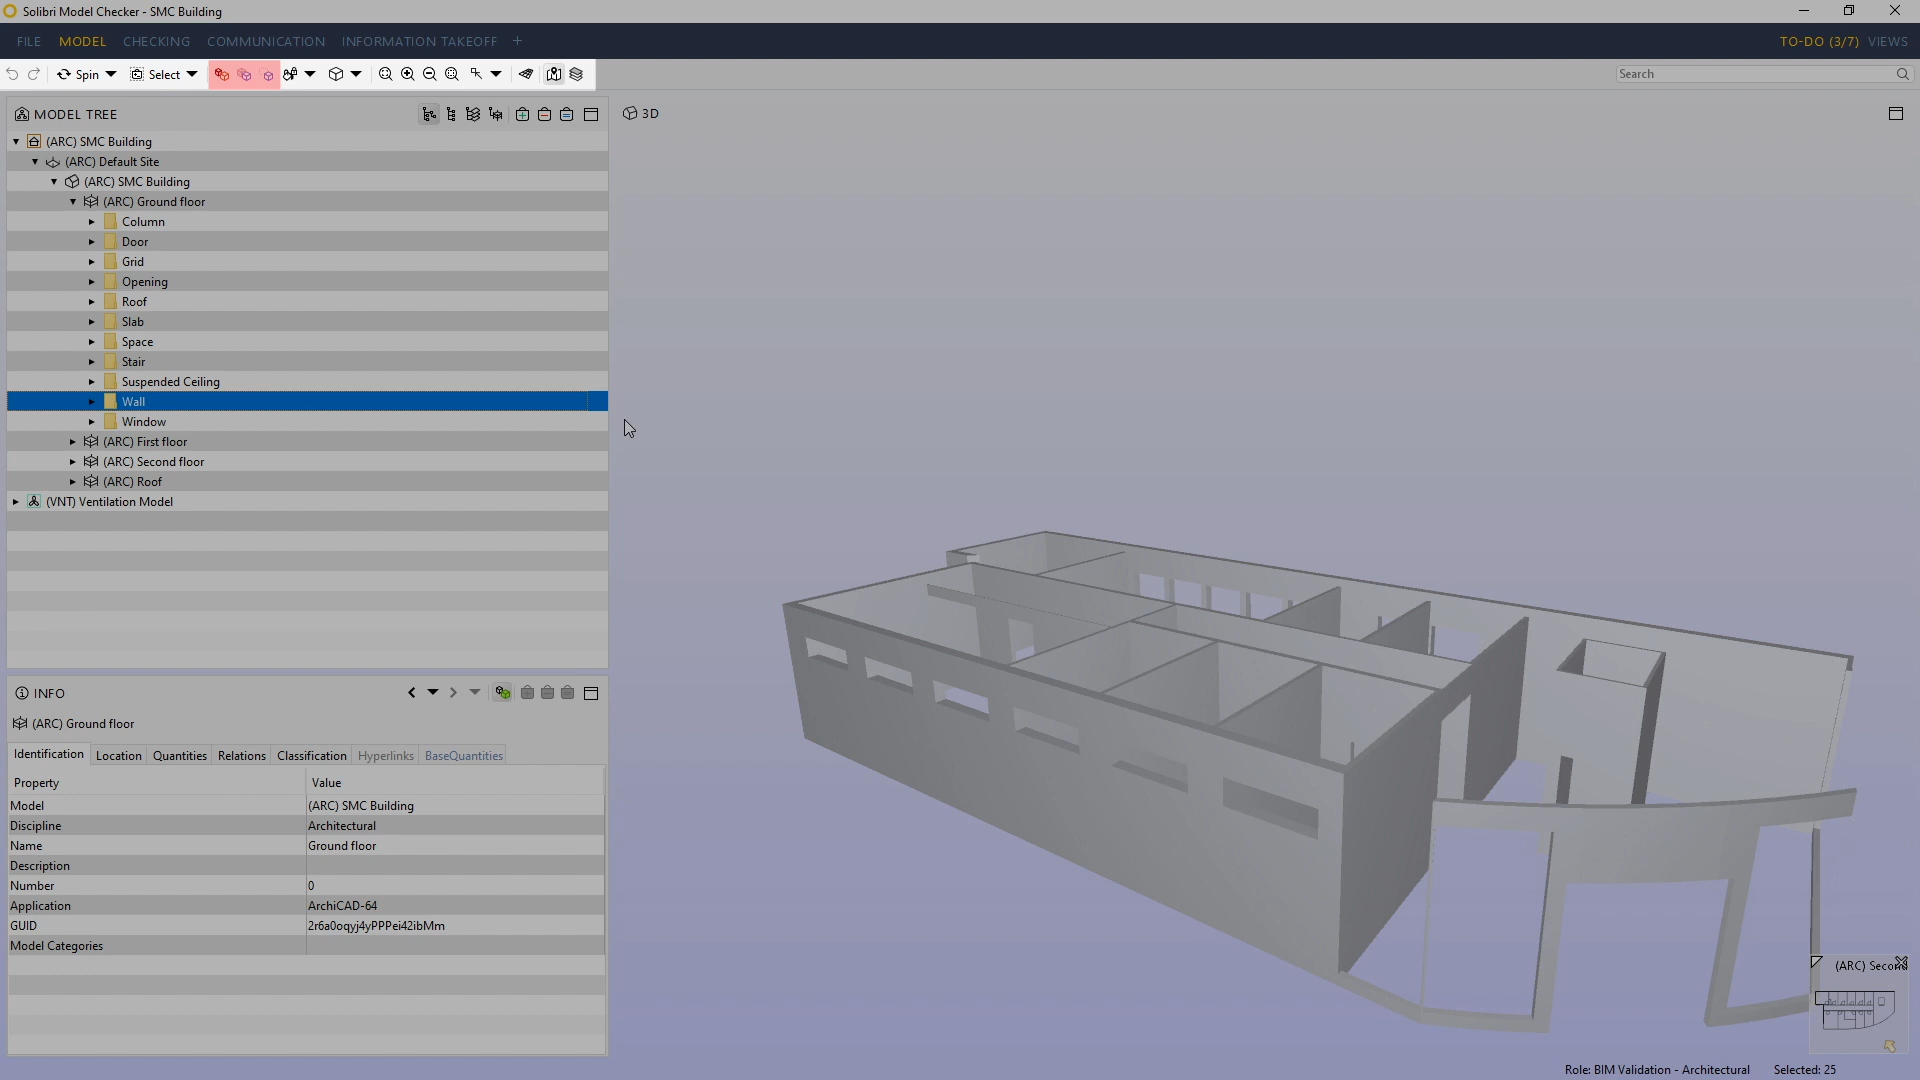 Solibri Model Checker - SMC Building
FILE MODEL CHECKING COMMUNICATION INFORMATION TAKEOFF +
TO-DO (3/7) VIEWS
Spin Select
Search
MODEL TREE
3D
(ARC) SMC Building
(ARC) Default Site
(ARC) SMC Building
(ARC) Ground floor
Column
Door
Grid
Opening
Roof
Slab
Space
Stair
Suspended Ceiling
Wall
Window
(ARC) First floor
(ARC) Second floor
(ARC) Roof
(VNT) Ventilation Model
INFO
(ARC) Ground floor
Identification Location Quantities Relations Classification Hyperlinks BaseQuantities
Property Value
Model (ARC) SMC Building
Discipline Architectural
Name Ground floor
Description
Number 0
Application ArchiCAD-64
GUID 2r6a0oqyj4yPPPei42ibMm
Model Categories
(ARC) Second
Role: BIM Validation - Architectural Selected: 25